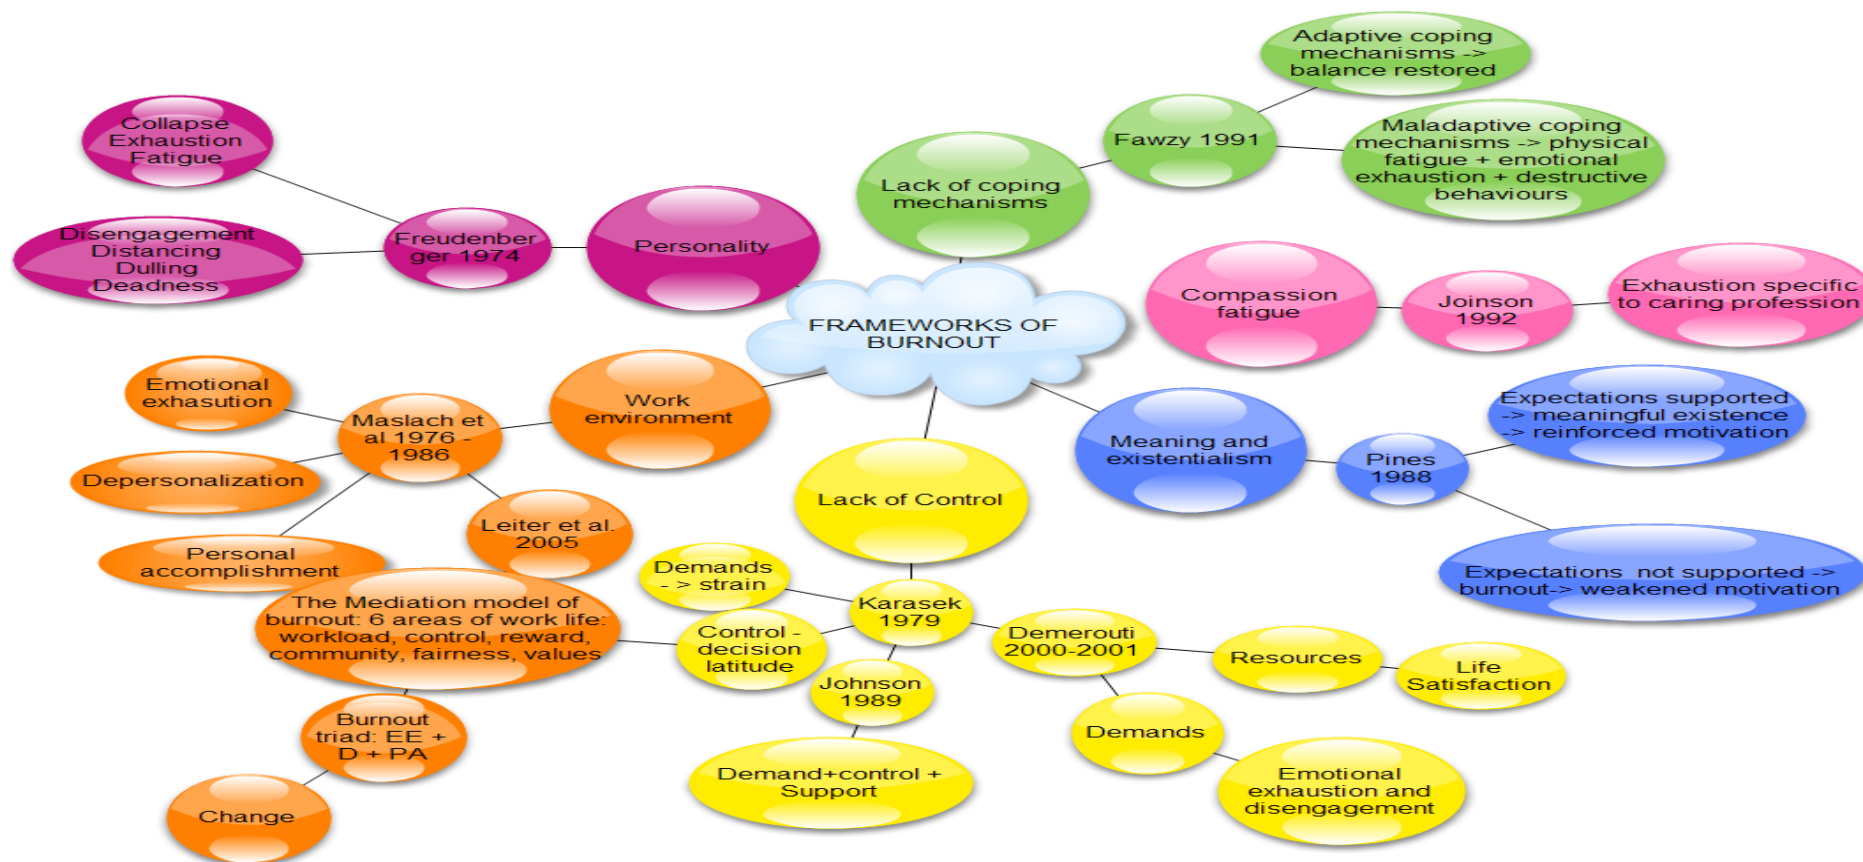 FRAMEWORKS OF
BURNOUT
Lack of coping
mechanisms
Fawzy 1991
Adaptive coping
mechanisms ->
balance restored
Maladaptive coping
mechanisms -> physical
fatigue + emotional
exhaustion + destructive
behaviours
Compassion
fatigue
Joinson
1992
Exhaustion specific
to caring profession
Meaning and
existentialism
Pines
1988
Expectations supported
-> meaningful existence
-> reinforced motivation
Expectations  not supported ->
burnout-> weakened motivation
Lack of Control
Karasek
1979
Demands
- > strain
Control -
decision
latitude
Johnson
1989
Demand+control +
Support
Demerouti
2000-2001
Resources
Life
Satisfaction
Demands
Emotional
exhaustion and
disengagement
Work
environment
Maslach et
al 1976 -
1986
Emotional
exhasution
Depersonalization
Personal
accomplishment
Leiter et al.
2005
The Mediation model of
burnout: 6 areas of work life:
workload, control, reward,
community, fairness, values
Burnout
triad: EE +
D + PA
Change
Personality
Freudenber
ger 1974
Collapse
Exhaustion
Fatigue
Disengagement
Distancing
Dulling
Deadness